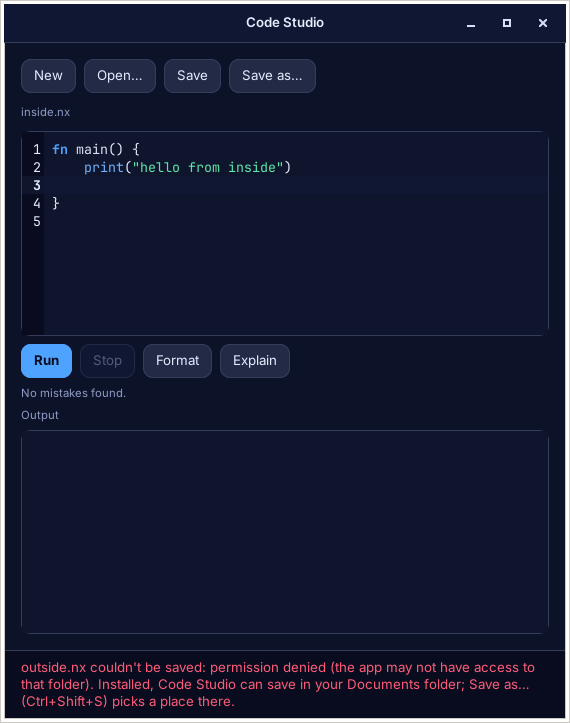 Code Studio
New Open... Save Save as...
inside.nx
1 fn main() {
2     print("hello from inside")
3
4 }
5
Run Stop Format Explain
No mistakes found.
Output
outside.nx couldn't be saved: permission denied (the app may not have access to
that folder). Installed, Code Studio can save in your Documents folder; Save as...
(Ctrl+Shift+S) picks a place there.